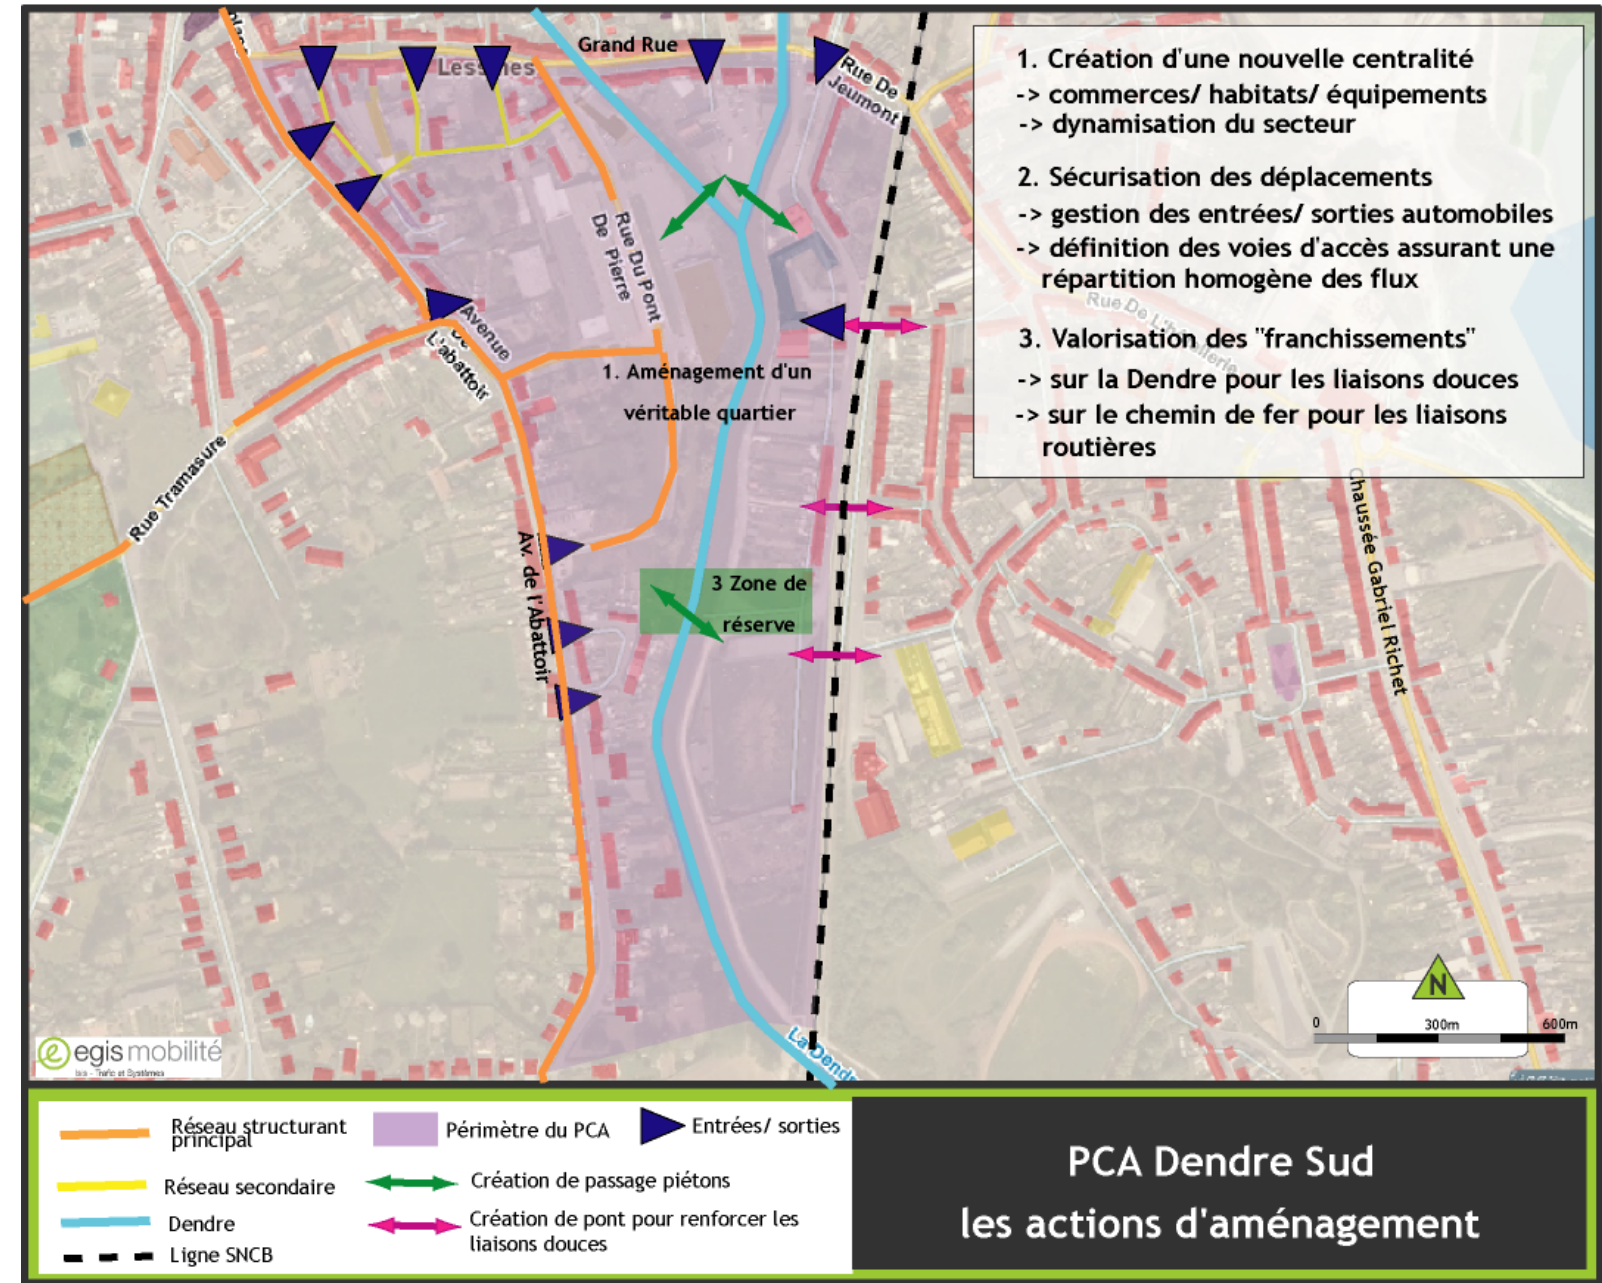 Grand Rue
Lessines
Rue De
Jeumont
1. Création d'une nouvelle centralité
-> commerces/ habitats/ équipements
-> dynamisation du secteur
2. Sécurisation des déplacements
-> gestion des entrées/ sorties automobiles
-> définition des voies d'accès assurant une
répartition homogène des flux
3. Valorisation des "franchissements"
-> sur la Dendre pour les liaisons douces
-> sur le chemin de fer pour les liaisons
routières
Rue Du Pont
De Pierre
Avenue
De
L'abattoir
1. Aménagement d'un
véritable quartier
Rue Tramasure
Av. de l'Abattoir
3 Zone de
réserve
Chaussée Gabriel Richet
La Dendre
N
0 300m 600m
egis mobilité
Isis - Trafic et Systèmes
Réseau structurant
principal
Réseau secondaire
Dendre
Ligne SNCB
Périmètre du PCA
Entrées/ sorties
Création de passage piétons
Création de pont pour renforcer les
liaisons douces
PCA Dendre Sud
les actions d'aménagement